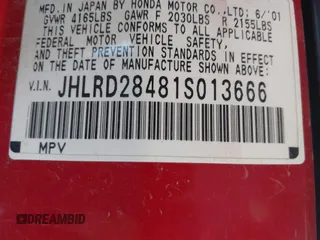 MFD.IN JAPAN BY HONDA MOTOR CO.,LTD; 6/'01
GVWR 4165LBS GAWR F 2030LBS R 2155LBS
THIS VEHICLE CONFORMS TO ALL APPLICABLE
FEDERAL MOTOR VEHICLE SAFETY,
AND THEFT PREVENTION STANDARDS IN EFFECT
ON THE DATE OF MANUFACTURE SHOWN ABOVE.
V.I.N. JHLRD28481S013666
MPV
DREAMBID